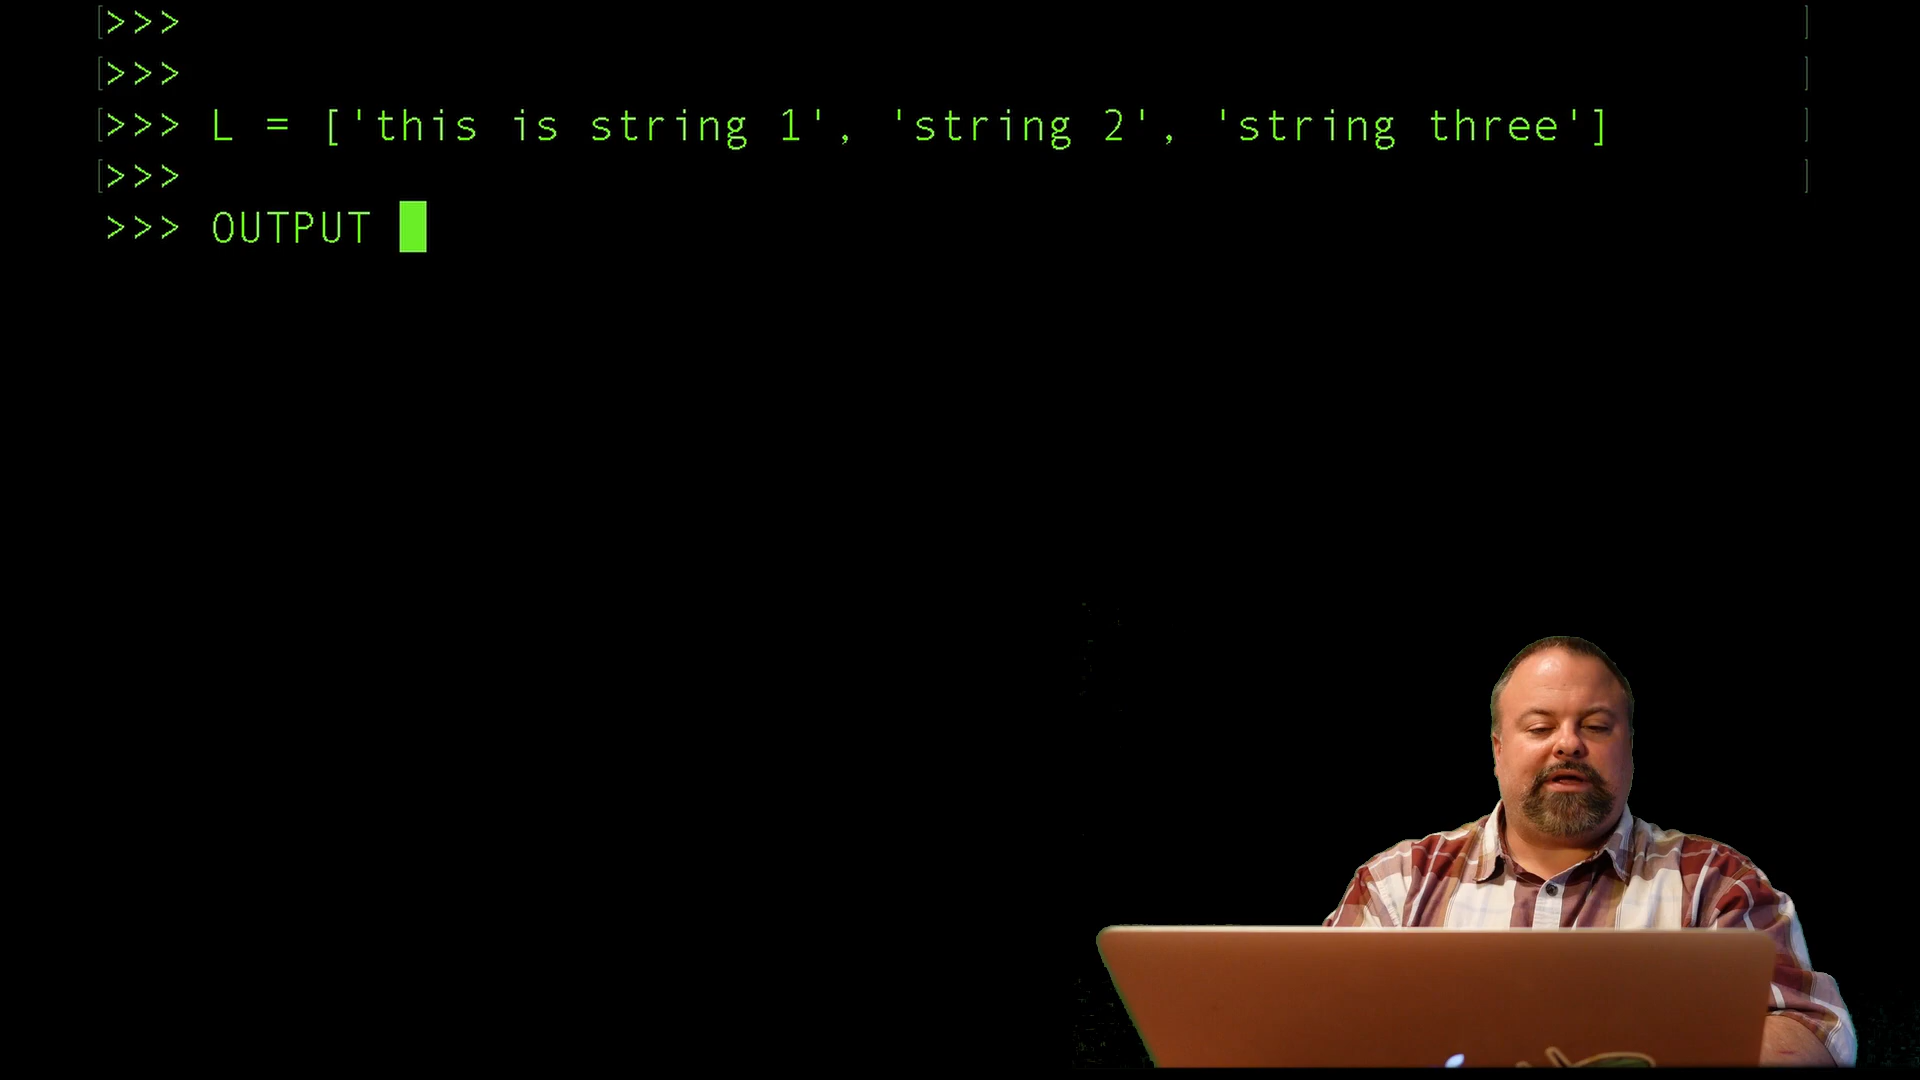 [>>> ]
[>>> ]
[>>> L = ['this is string 1', 'string 2', 'string three'] ]
[>>> ]
>>> OUTPUT